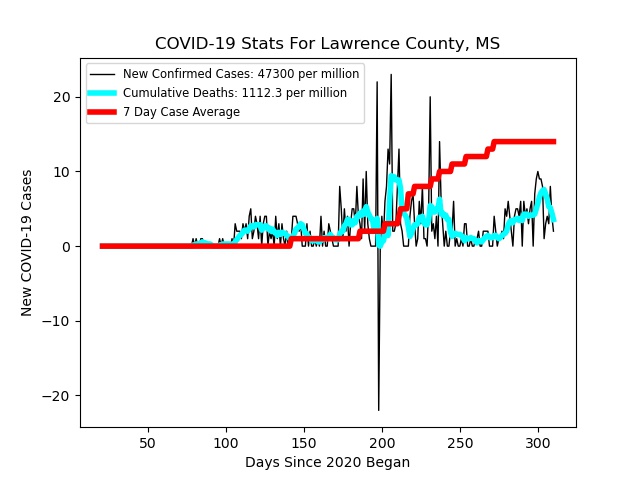 COVID-19 Stats For Lawrence County, MS
New Confirmed Cases: 47300 per million
Cumulative Deaths: 1112.3 per million
7 Day Case Average
New COVID-19 Cases
20
10
0
−10
−20
50 100 150 200 250 300
Days Since 2020 Began